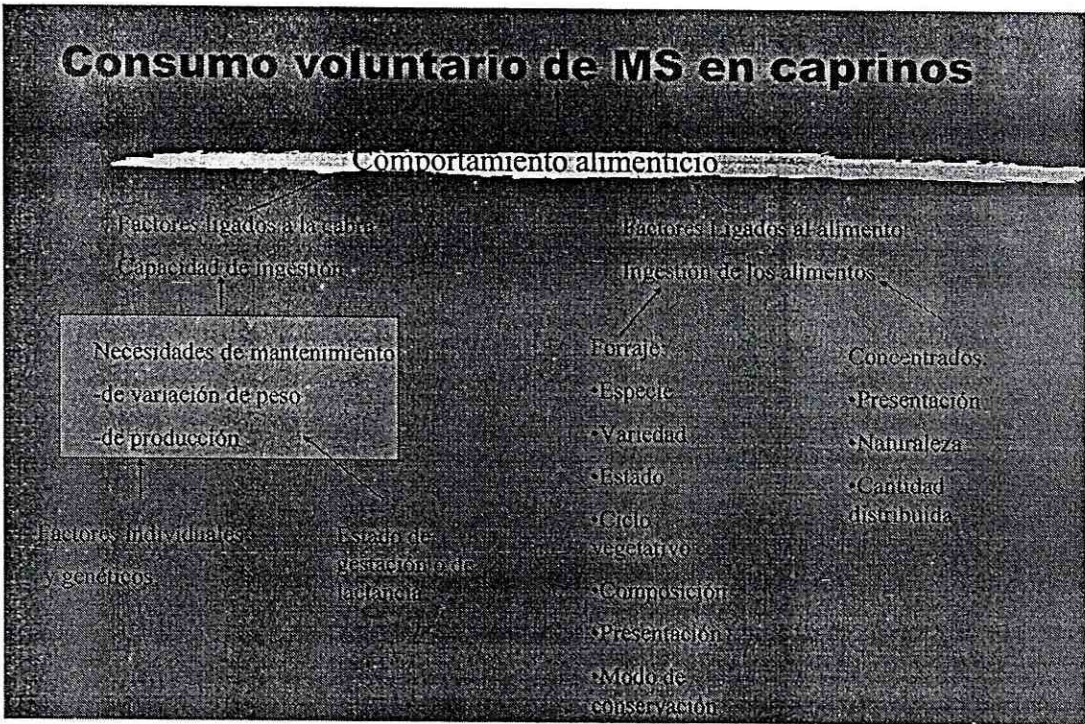 Consumo voluntario de MS en caprinos
Comportamiento alimenticio
Factores ligados a la cabra
Capacidad de ingestión
Necesidades de mantenimiento
-de variación de peso
-de producción
Factores individuales
y genéticos
Estado de
gestación o de
lactancia
Factores Ligados al alimento
Ingestión de los alimentos
Forraje:
•Especie
•Variedad
•Estado
•Ciclo
vegetativo
•Composición
•Presentación
•Modo de
conservación
Concentrados:
•Presentación
•Naturaleza
•Cantidad
distribuida